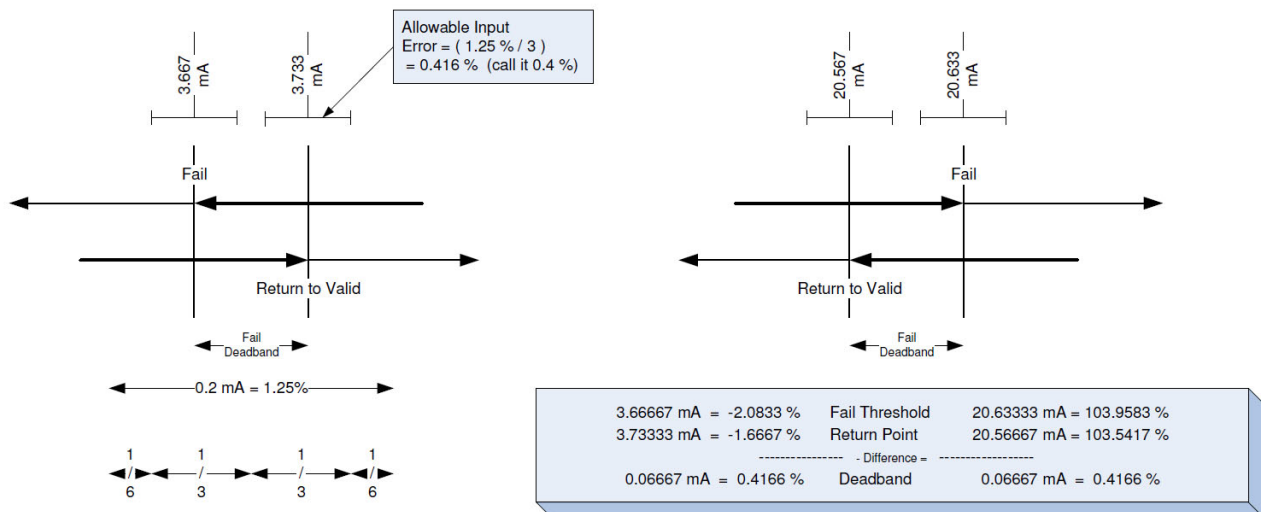 Allowable Input
Error = ( 1.25 % / 3 )
= 0.416 % (call it 0.4 %)
3.667
mA
3.733
mA
20.567
mA
20.633
mA
Fail
Fail
Return to Valid
Return to Valid
Fail
Deadband
Fail
Deadband
0.2 mA = 1.25%
1
/
6
1
/
3
1
/
3
1
/
6
3.66667 mA = -2.0833 % Fail Threshold 20.63333 mA = 103.9583 %
3.73333 mA = -1.6667 % Return Point 20.56667 mA = 103.5417 %
---------------- - Difference = ------------------
0.06667 mA = 0.4166 % Deadband 0.06667 mA = 0.4166 %